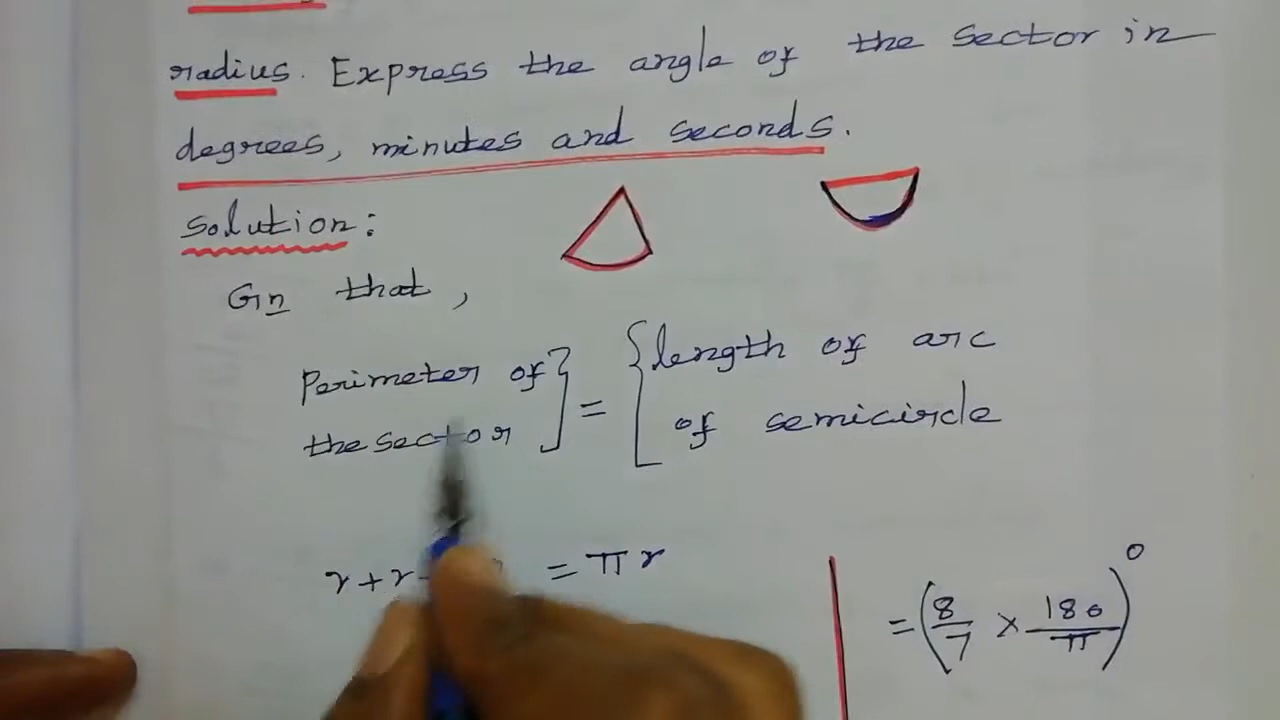 radius. Express the angle of the sector in
degrees, minutes and seconds.
Solution:
Gn that,
Perimeter of } = { length of arc
the sector of semicircle
r + r = πr
= (8/7 × 180/π)°